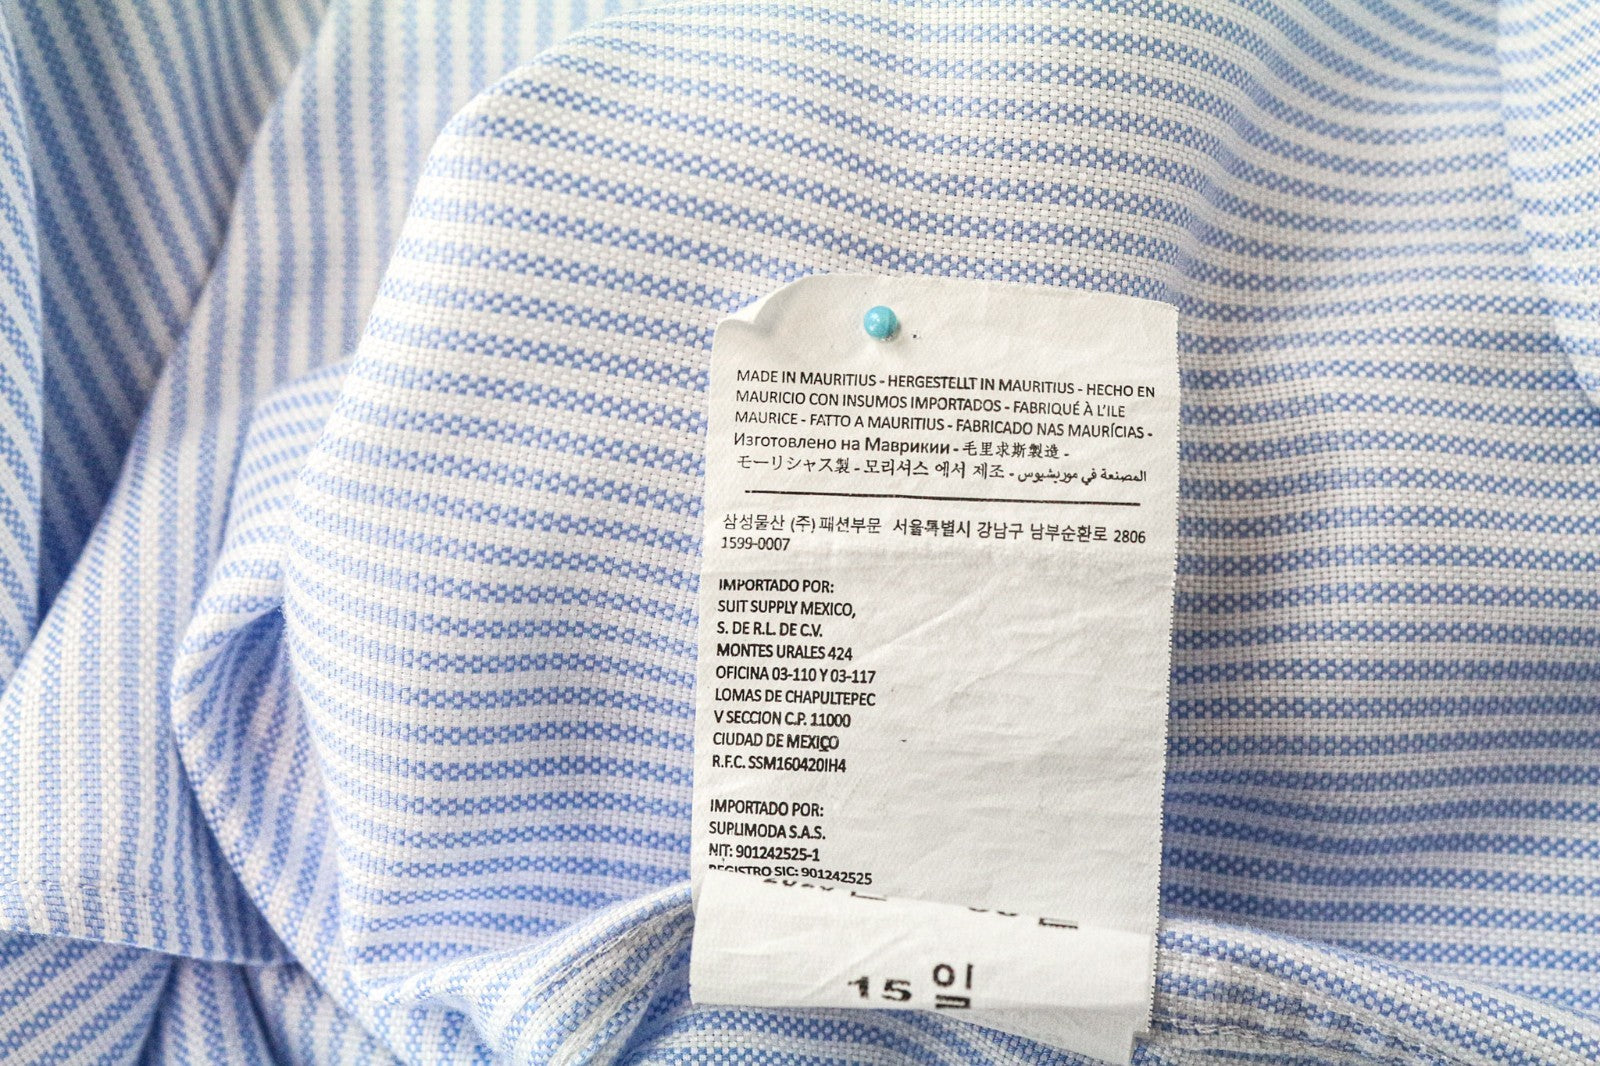 MADE IN MAURITIUS - HERGESTELLT IN MAURITIUS - HECHO EN
MAURICIO CON INSUMOS IMPORTADOS - FABRIQUÉ À L'ILE
MAURICE - FATTO A MAURITIUS - FABRICADO NAS MAURÍCIAS -
Изготовлено на Маврикии - 毛里求斯製造 -
モーリシャス製 - 모리셔스 에서 제조 - المصنعة في موريشيوس
삼성물산 (주) 패션부문 서울특별시 강남구 남부순환로 2806
1599-0007
IMPORTADO POR:
SUIT SUPPLY MEXICO,
S. DE R.L. DE C.V.
MONTES URALES 424
OFICINA 03-110 Y 03-117
LOMAS DE CHAPULTEPEC
V SECCION C.P. 11000
CIUDAD DE MEXICO
R.F.C. SSM160420IH4
IMPORTADO POR:
SUPLIMODA S.A.S.
NIT: 901242525-1
REGISTRO SIC: 901242525
15 일